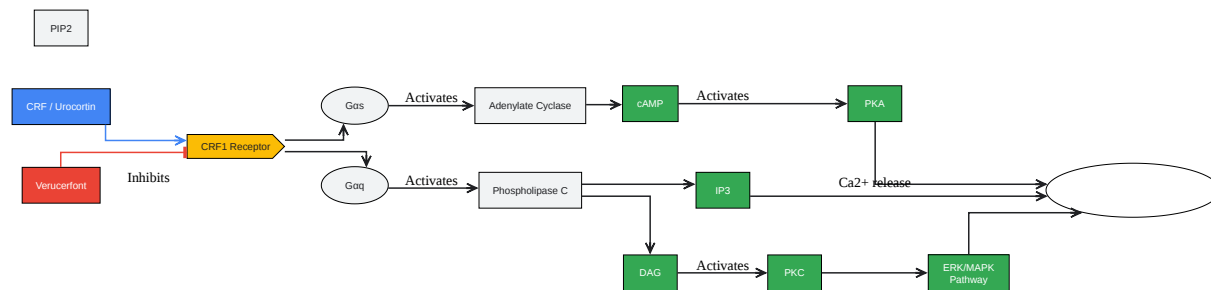 PIP2
CRF / Urocortin
Gαs
Activates
Adenylate Cyclase
cAMP
Activates
PKA
CRF1 Receptor
Verucerfont
Inhibits
Gαq
Activates
Phospholipase C
IP3
Ca2+ release
DAG
Activates
PKC
ERK/MAPK
Pathway